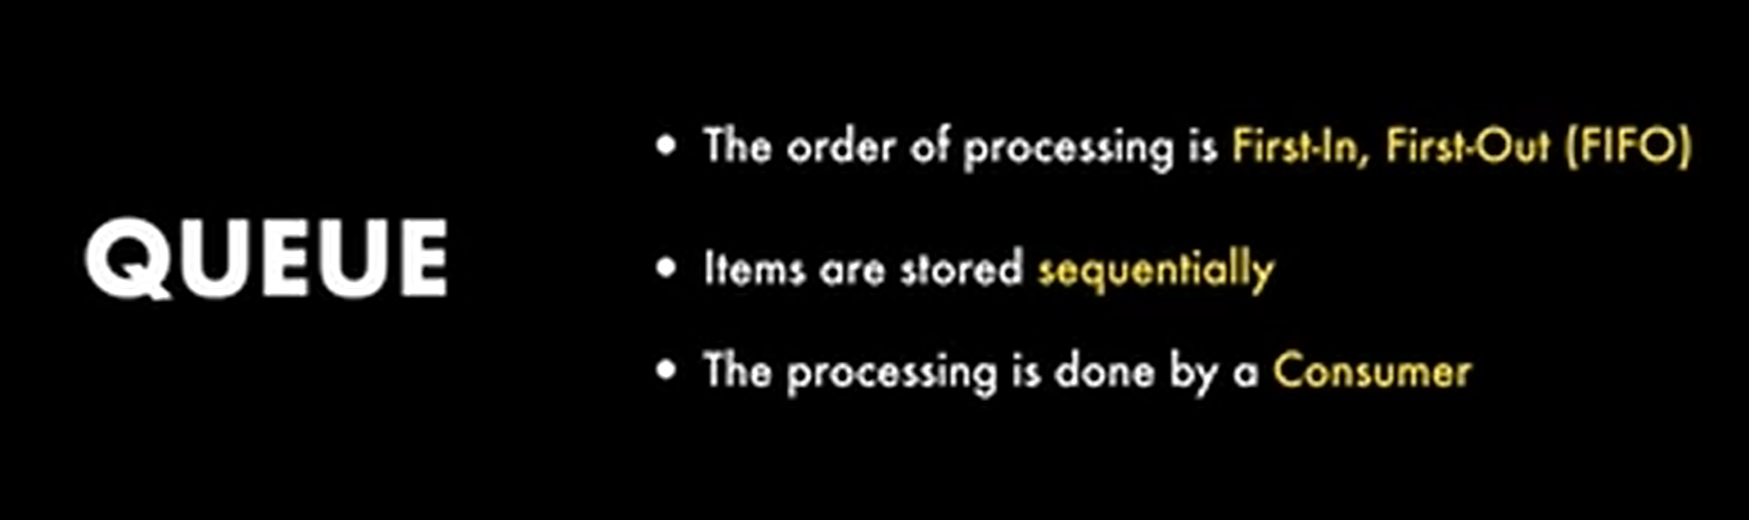 QUEUE
• The order of processing is First-In, First-Out (FIFO)
• Items are stored sequentially
• The processing is done by a Consumer